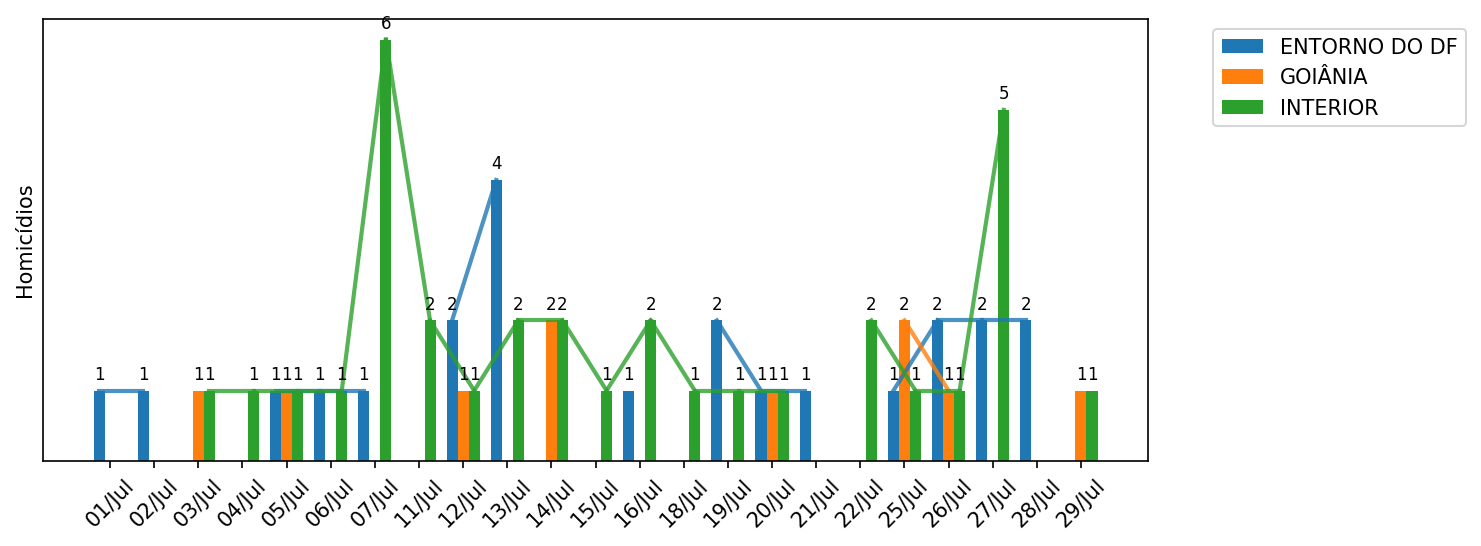 6
ENTORNO DO DF
GOIÂNIA
INTERIOR
5
4
Homicídios
2 2 2 22 2 2 2 2 2 2 2
1 1 11 1 111 1 1 1 11 1 1 1 1 111 1 1 1 11 11
01/Jul 02/Jul 03/Jul 04/Jul 05/Jul 06/Jul 07/Jul 11/Jul 12/Jul 13/Jul 14/Jul 15/Jul 16/Jul 18/Jul 19/Jul 20/Jul 21/Jul 22/Jul 25/Jul 26/Jul 27/Jul 28/Jul 29/Jul